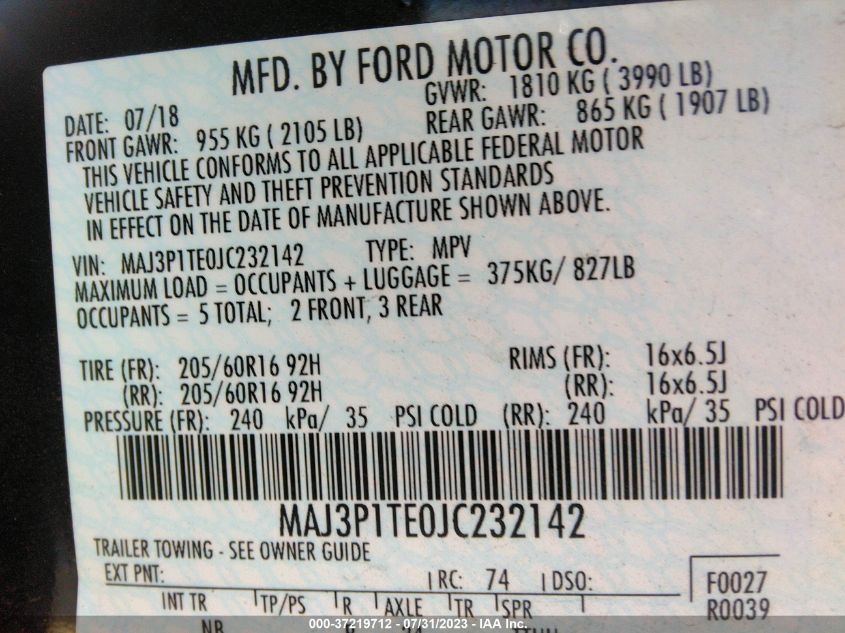 MFD. BY FORD MOTOR CO.
DATE: 07/18 GVWR: 1810 KG ( 3990 LB)
FRONT GAWR: 955 KG ( 2105 LB) REAR GAWR: 865 KG ( 1907 LB)
THIS VEHICLE CONFORMS TO ALL APPLICABLE FEDERAL MOTOR
VEHICLE SAFETY AND THEFT PREVENTION STANDARDS
IN EFFECT ON THE DATE OF MANUFACTURE SHOWN ABOVE.
VIN: MAJ3P1TE0JC232142 TYPE: MPV
MAXIMUM LOAD = OCCUPANTS + LUGGAGE = 375KG/ 827LB
OCCUPANTS = 5 TOTAL; 2 FRONT, 3 REAR
TIRE (FR): 205/60R16 92H RIMS (FR): 16x6.5J
(RR): 205/60R16 92H (RR): 16x6.5J
PRESSURE (FR): 240 kPa/ 35 PSI COLD (RR): 240 kPa/ 35 PSI COLD
MAJ3P1TE0JC232142
TRAILER TOWING - SEE OWNER GUIDE
EXT PNT: RC: 74 DSO: F0027
INT TR TP/PS R AXLE TR SPR R0039
000-37219712 - 07/31/2023 - IAA Inc.